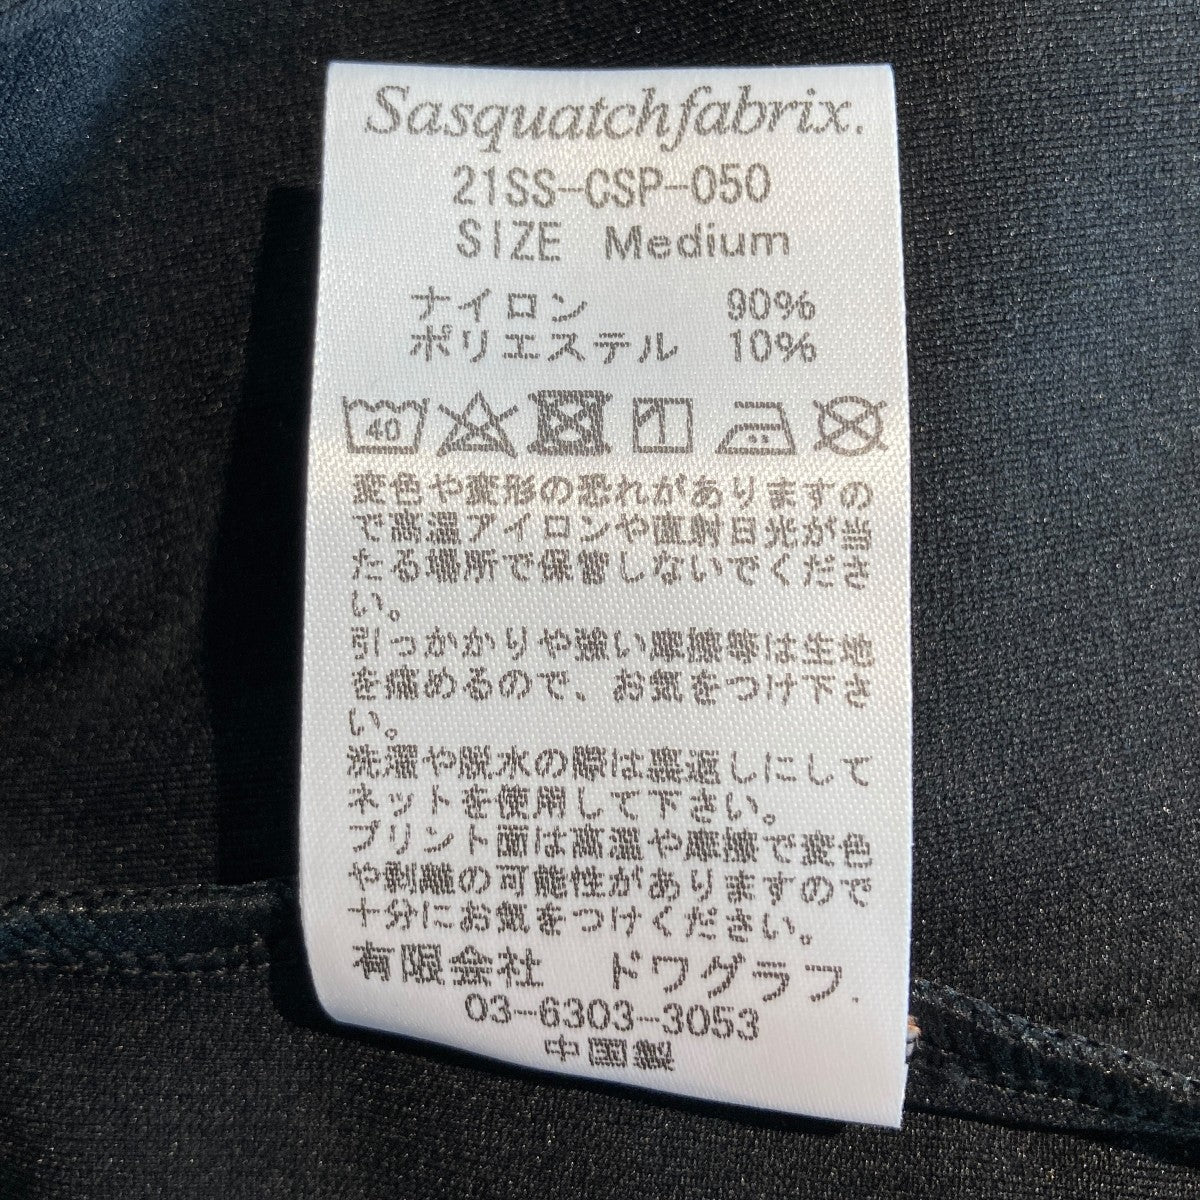 Sasquatchfabrix.
21SS-CSP-050
SIZE Medium
ナイロン 90%
ポリエステル 10%
40
変色や変形の恐れがありますの
で高温アイロンや直射日光が当
たる場所で保管しないでくださ
い。
引っかかりや強い摩擦等は生地
を痛めるので、お気をつけ下さ
い。
洗濯や脱水の際は裏返しにして
ネットを使用して下さい。
プリント面は高温や摩擦で変色
や剥離の可能性がありますので
十分にお気をつけください。
有限会社 ドワグラフ.
03-6303-3053
中国製